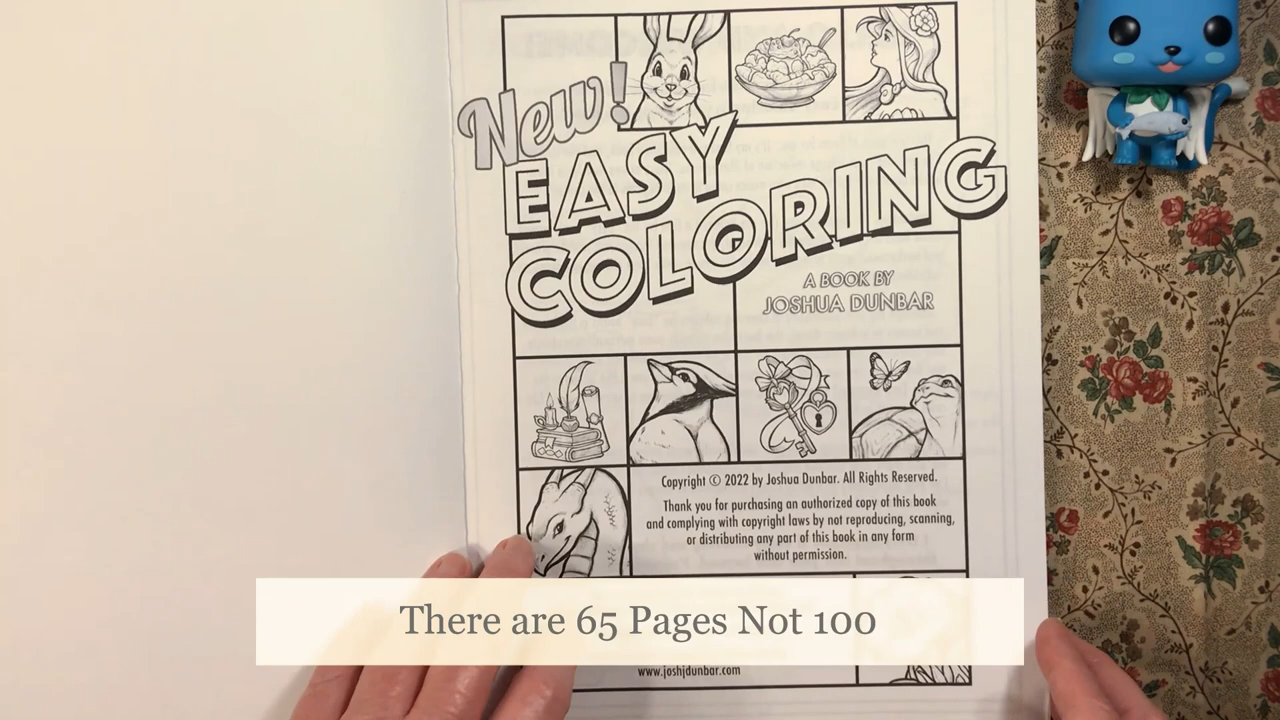 New!
EASY
COLORING
A BOOK BY
JOSHUA DUNBAR
Copyright © 2022 by Joshua Dunbar. All Rights Reserved.
Thank you for purchasing an authorized copy of this book
and complying with copyright laws by not reproducing, scanning,
or distributing any part of this book in any form
without permission.
There are 65 Pages Not 100
www.joshjdunbar.com